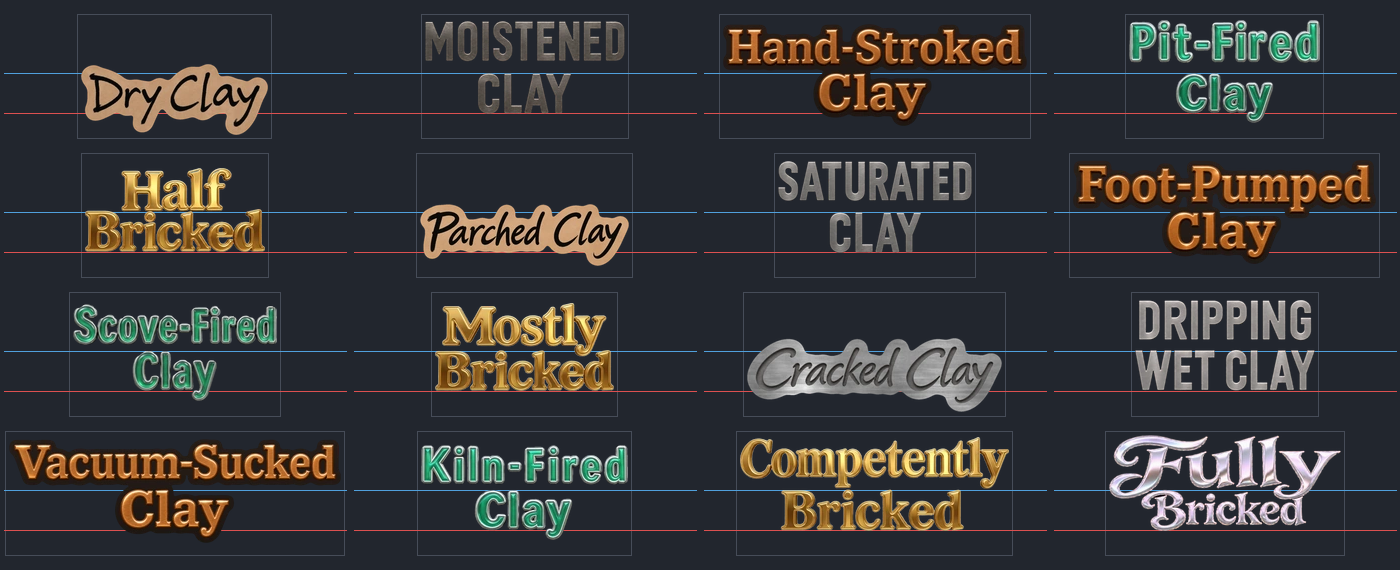 Dry Clay
MOISTENED
CLAY
Hand-Stroked
Clay
Pit-Fired
Clay
Half
Bricked
Parched Clay
SATURATED
CLAY
Foot-Pumped
Clay
Scove-Fired
Clay
Mostly
Bricked
Cracked Clay
DRIPPING
WET CLAY
Vacuum-Sucked
Clay
Kiln-Fired
Clay
Competently
Bricked
Fully
Bricked